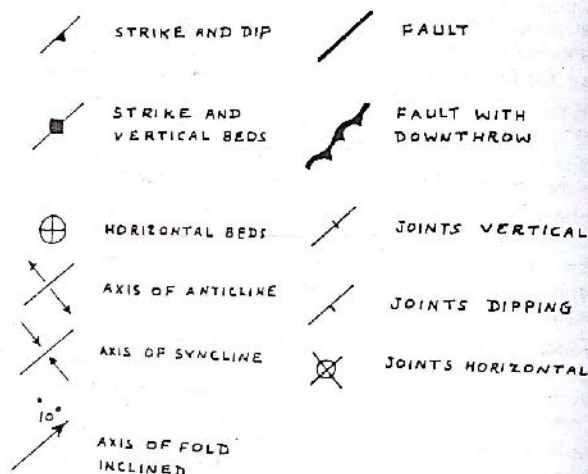 STRIKE AND DIP
STRIKE AND
VERTICAL BEDS
HORIZONTAL BEDS
AXIS OF ANTICLINE
AXIS OF SYNCLINE
10°
AXIS OF FOLD
INCLINED
FAULT
FAULT WITH
DOWNTHROW
JOINTS VERTICAL
JOINTS DIPPING
JOINTS HORIZONTAL